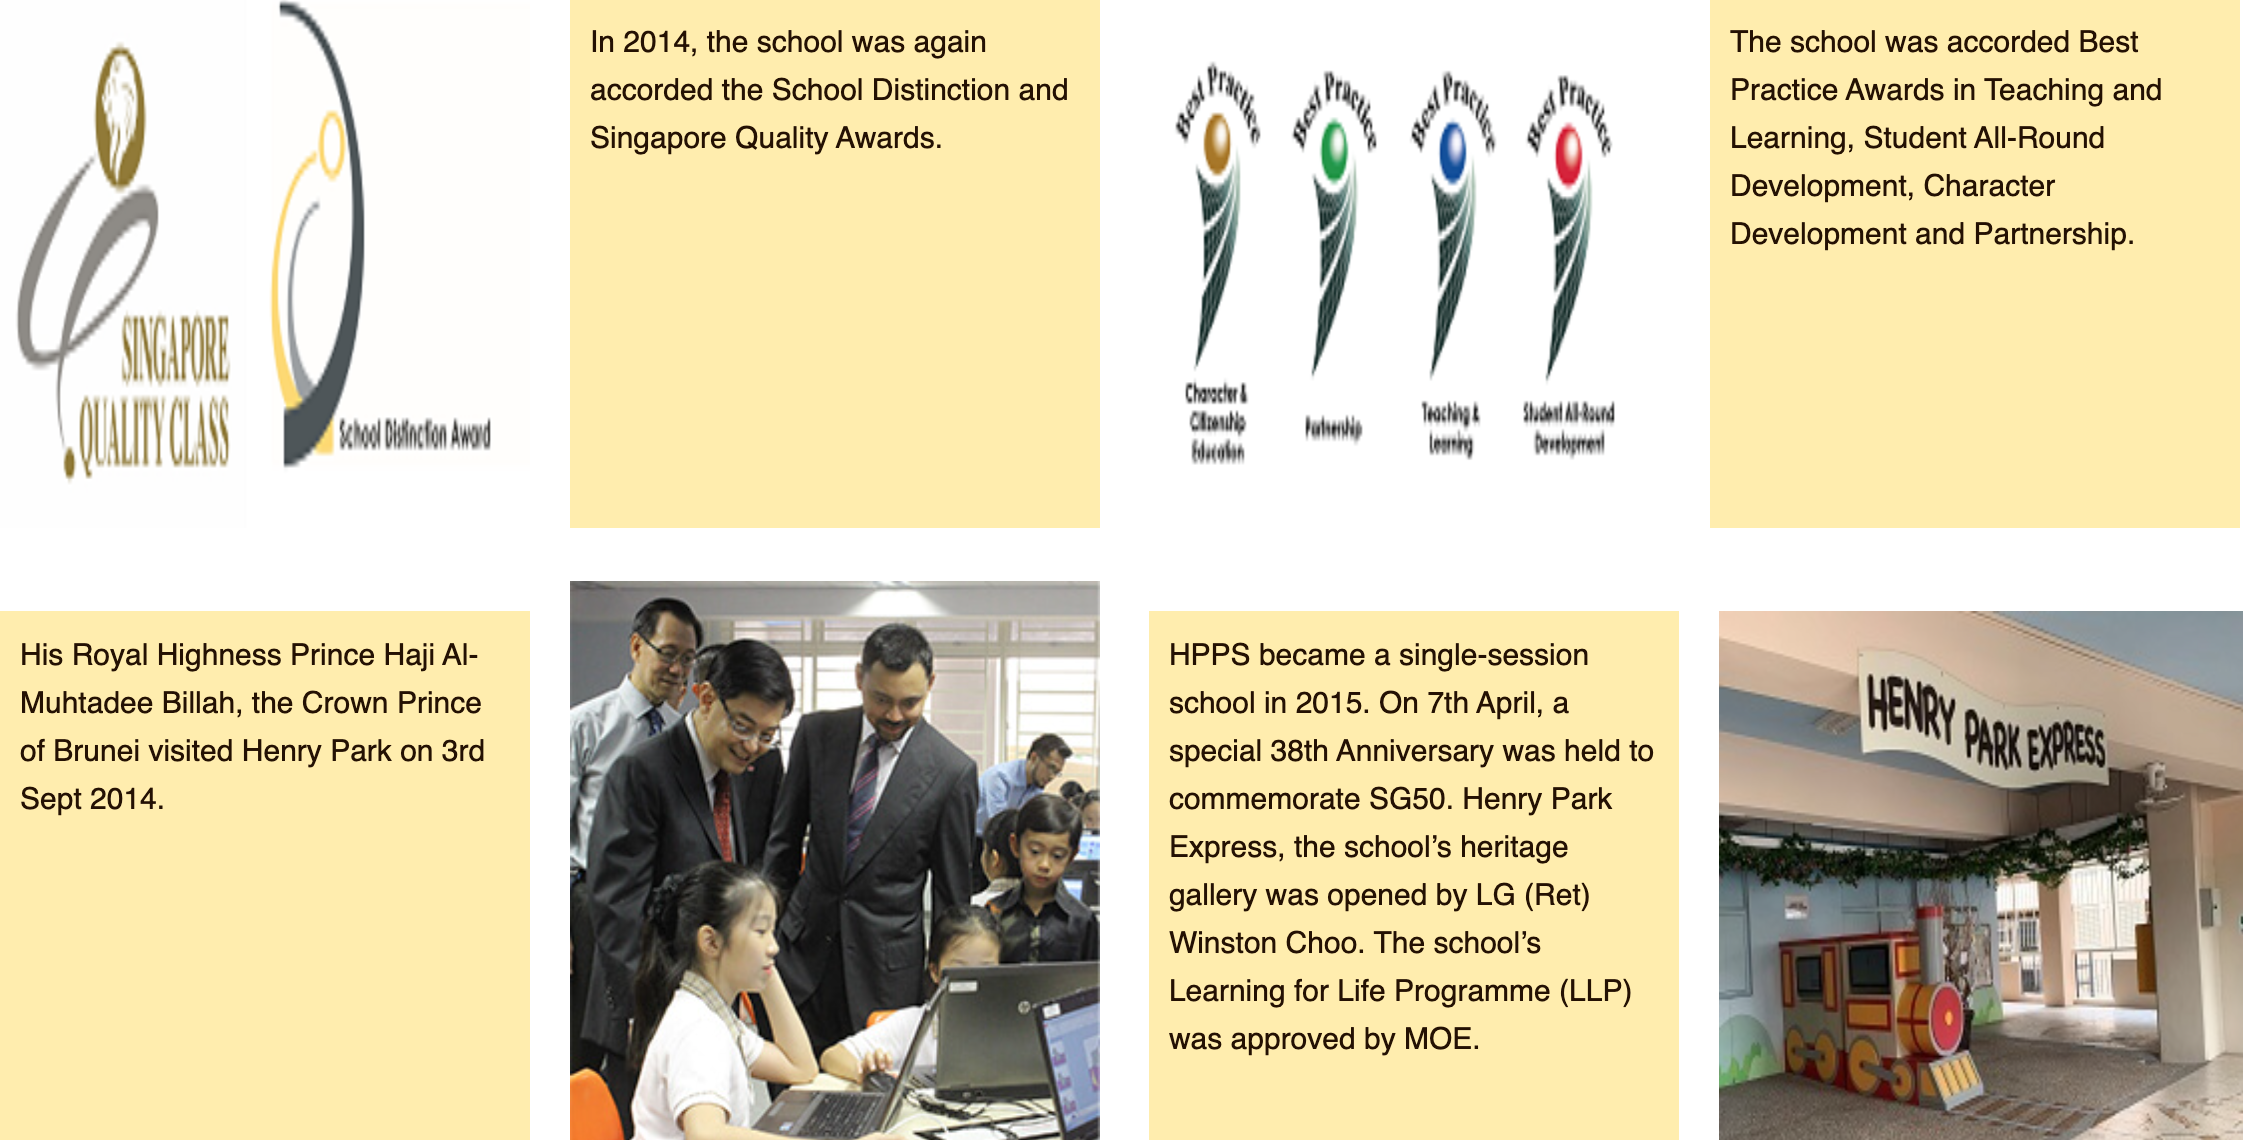 SINGAPORE
QUALITY CLASS
School Distinction Award
In 2014, the school was again
accorded the School Distinction and
Singapore Quality Awards.
Best Practice
Character &
Citizenship
Education
Best Practice
Partnership
Best Practice
Teaching &
Learning
Best Practice
Student All-Round
Development
The school was accorded Best
Practice Awards in Teaching and
Learning, Student All-Round
Development, Character
Development and Partnership.
His Royal Highness Prince Haji Al-
Muhtadee Billah, the Crown Prince
of Brunei visited Henry Park on 3rd
Sept 2014.
HPPS became a single-session
school in 2015. On 7th April, a
special 38th Anniversary was held to
commemorate SG50. Henry Park
Express, the school’s heritage
gallery was opened by LG (Ret)
Winston Choo. The school’s
Learning for Life Programme (LLP)
was approved by MOE.
HENRY PARK EXPRESS